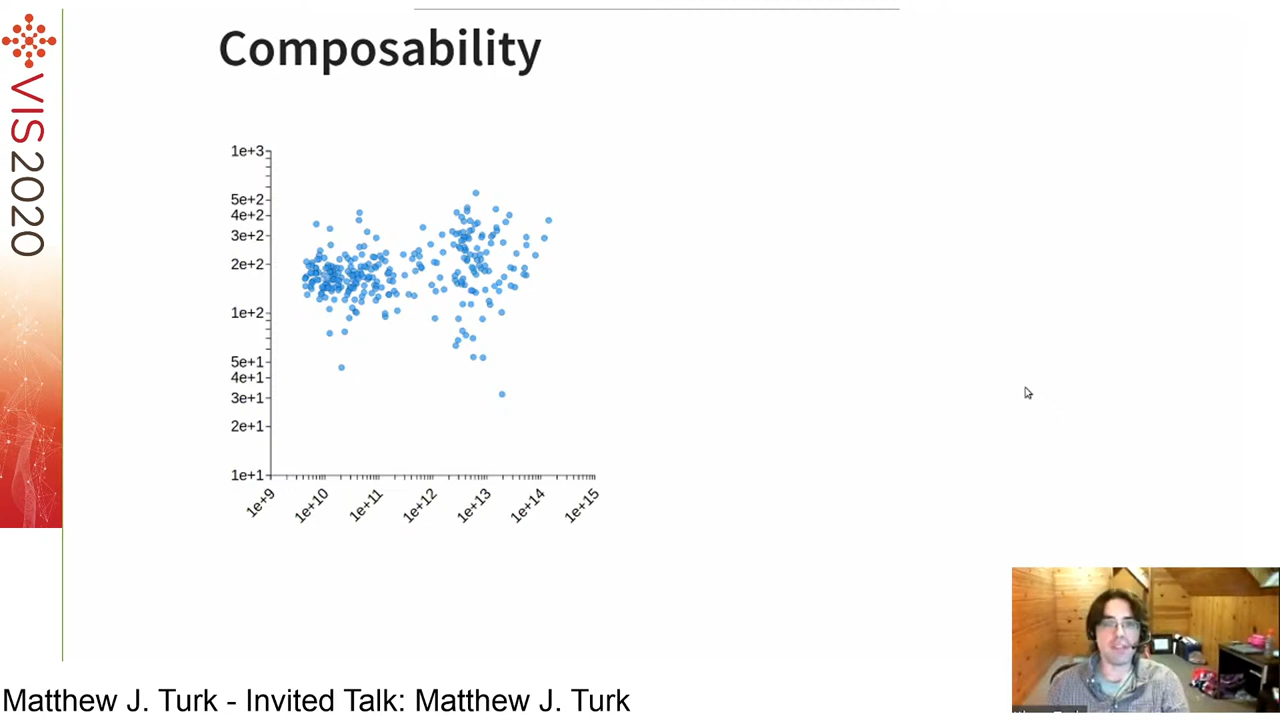 Composability
VIS2020
1e+3
5e+2
4e+2
3e+2
2e+2
1e+2
5e+1
4e+1
3e+1
2e+1
1e+1
1e+9 1e+10 1e+11 1e+12 1e+13 1e+14 1e+15
Matthew J. Turk - Invited Talk: Matthew J. Turk